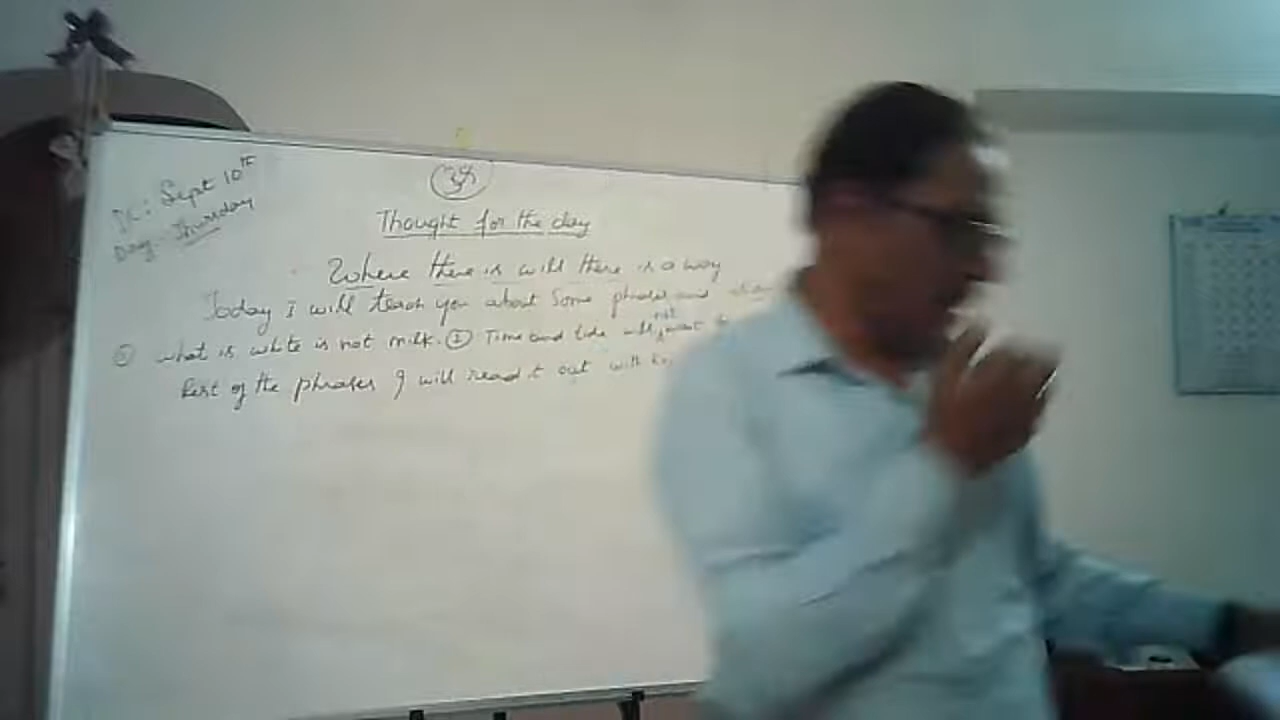 Dt: Sept 10th
Day: Thursday
ॐ
Thought for the day
Where there is will there is a way
Today I will teach you about Some phrases and
① what is white is not milk. ② Time and tide will not wait
Rest of the phrases I will read it out with